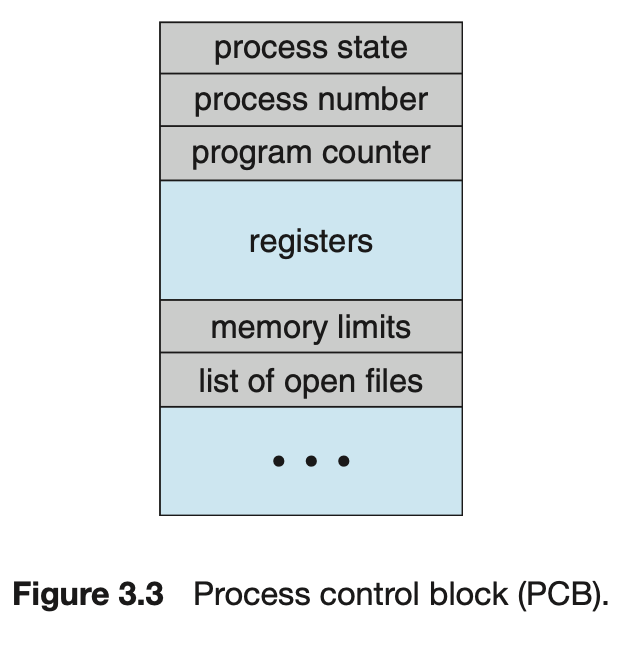 process state
process number
program counter
registers
memory limits
list of open files
• • •
Figure 3.3 Process control block (PCB).